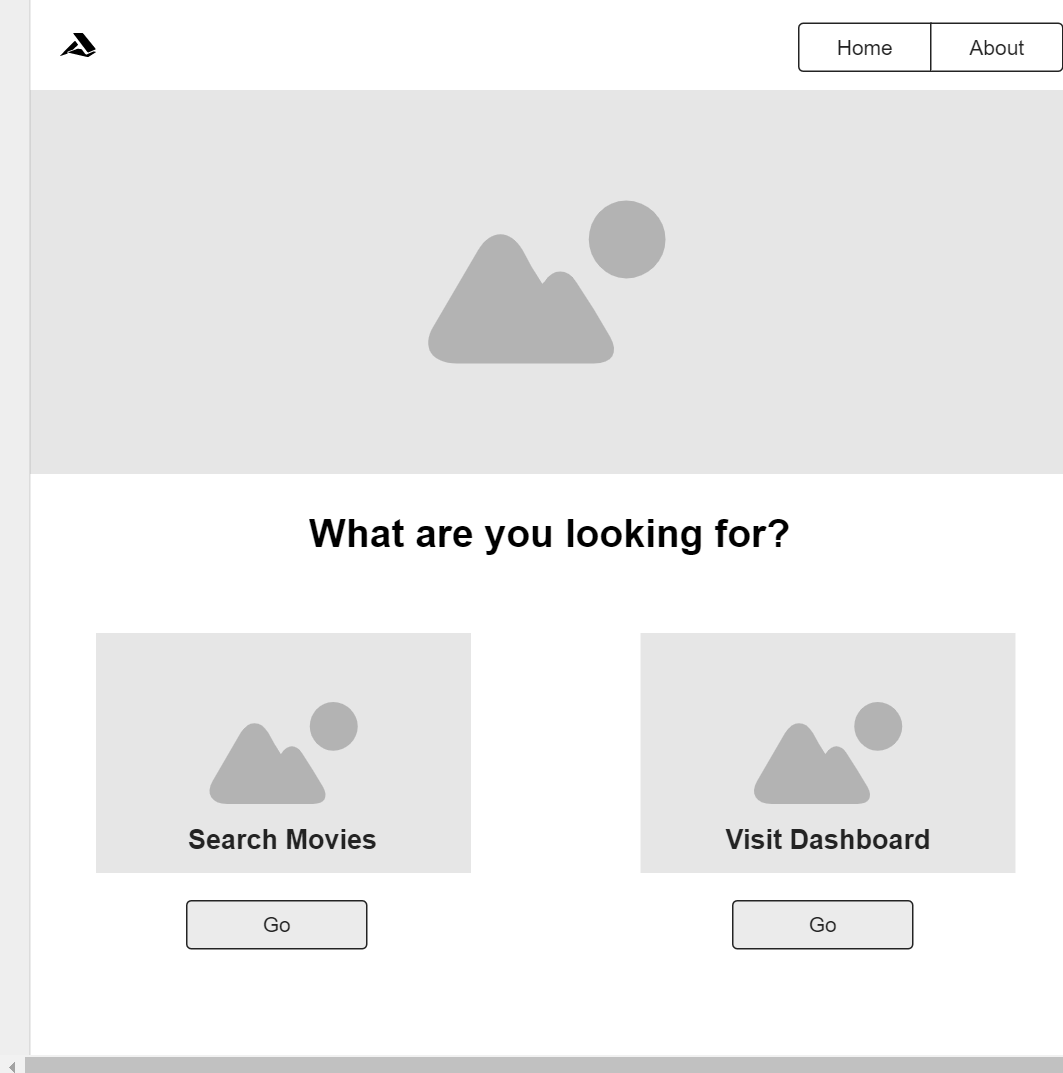 Home About
What are you looking for?
Search Movies
Visit Dashboard
Go
Go